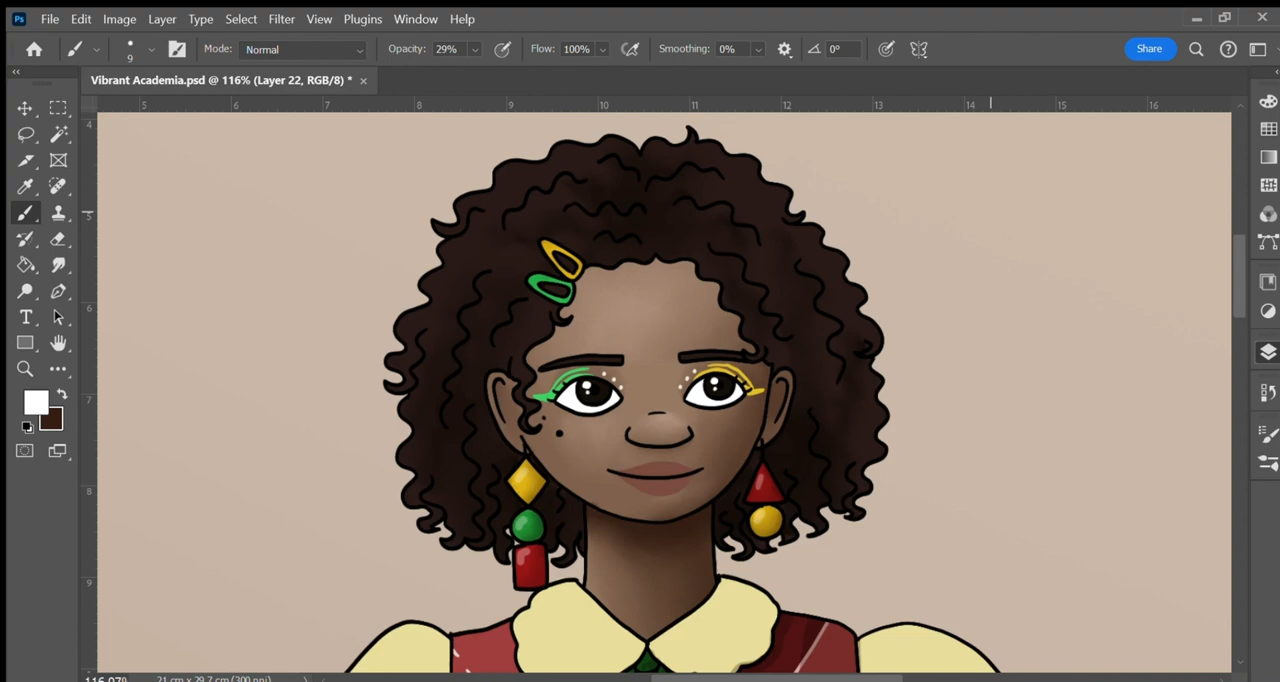 Ps File Edit Image Layer Type Select Filter View Plugins Window Help
9 Mode: Normal Opacity: 29% Flow: 100% Smoothing: 0% 0° Share
Vibrant Academia.psd @ 116% (Layer 22, RGB/8) * ×
5 6 7 8 9 10 11 12 13 14 15 16
4
5
6
7
8
9
116.07% 21 cm x 29.7 cm (300 ppi)